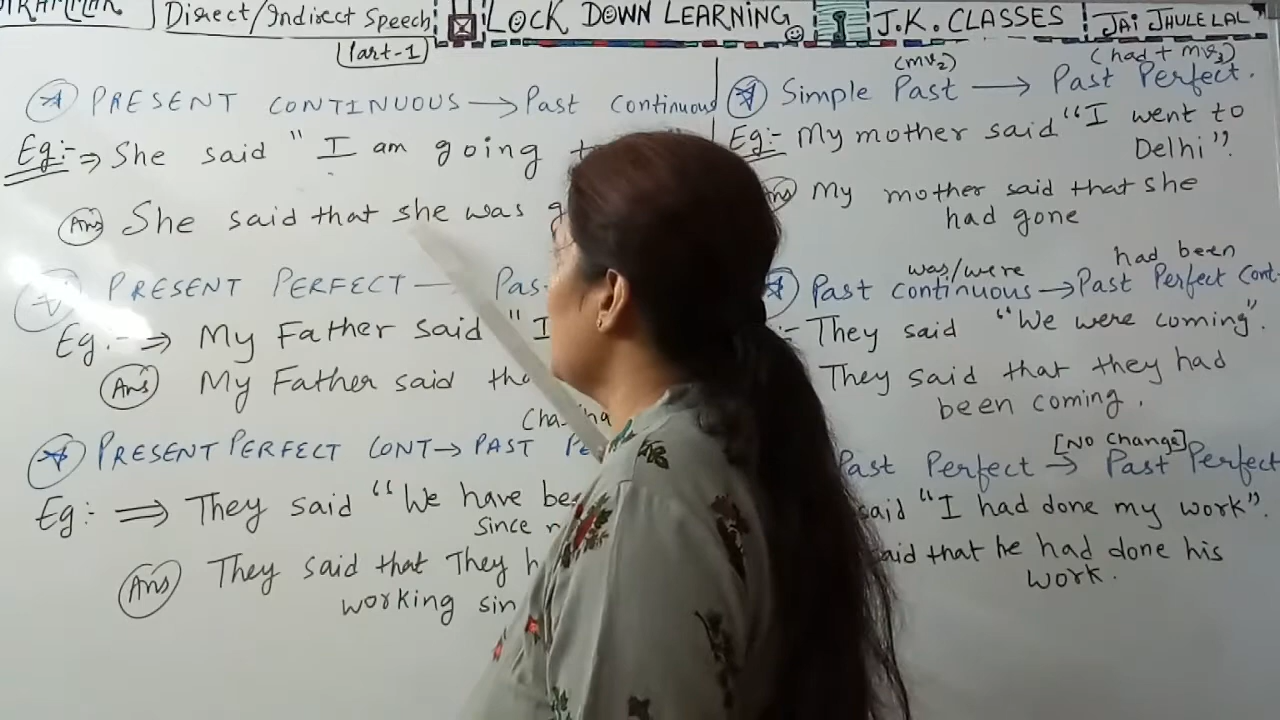 Direct/Indirect Speech
(Part-1)
LOCK DOWN LEARNING
J.K. CLASSES
JAI JHULELAL
PRESENT CONTINUOUS → Past Continuous
Eg:- ⇒ She said "I am going
Ans She said that she was
PRESENT PERFECT →
Eg:- ⇒ My Father said "I
Ans My Father said
PRESENT PERFECT CONT → PAST
Eg:- ⇒ They said "We have
since
Ans They said that They
working
(mv2)
(had + mv3)
Simple Past → Past Perfect.
Eg:- My mother said "I went to
Delhi".
Ans My mother said that she
had gone
was/were
had been
Past continuous → Past Perfect Cont
They said "We were coming".
They said that they had
been coming.
[No Change]
Past Perfect → Past Perfect
said "I had done my work".
said that he had done his
work.